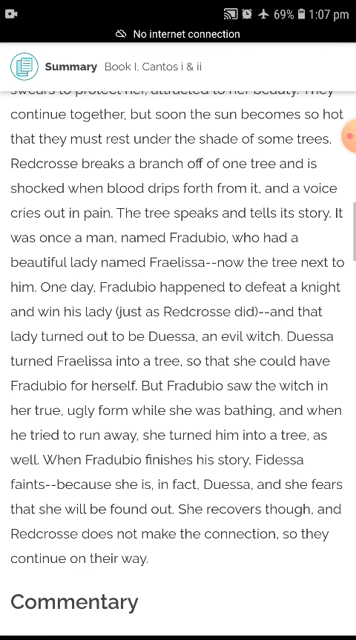 69% 1:07 pm
No internet connection
Summary Book I, Cantos i & ii
swears to protect her, attracted to her beauty. They
continue together, but soon the sun becomes so hot
that they must rest under the shade of some trees.
Redcrosse breaks a branch off of one tree and is
shocked when blood drips forth from it, and a voice
cries out in pain. The tree speaks and tells its story. It
was once a man, named Fradubio, who had a
beautiful lady named Fraelissa--now the tree next to
him. One day, Fradubio happened to defeat a knight
and win his lady (just as Redcrosse did)--and that
lady turned out to be Duessa, an evil witch. Duessa
turned Fraelissa into a tree, so that she could have
Fradubio for herself. But Fradubio saw the witch in
her true, ugly form while she was bathing, and when
he tried to run away, she turned him into a tree, as
well. When Fradubio finishes his story, Fidessa
faints--because she is, in fact, Duessa, and she fears
that she will be found out. She recovers though, and
Redcrosse does not make the connection, so they
continue on their way.
Commentary